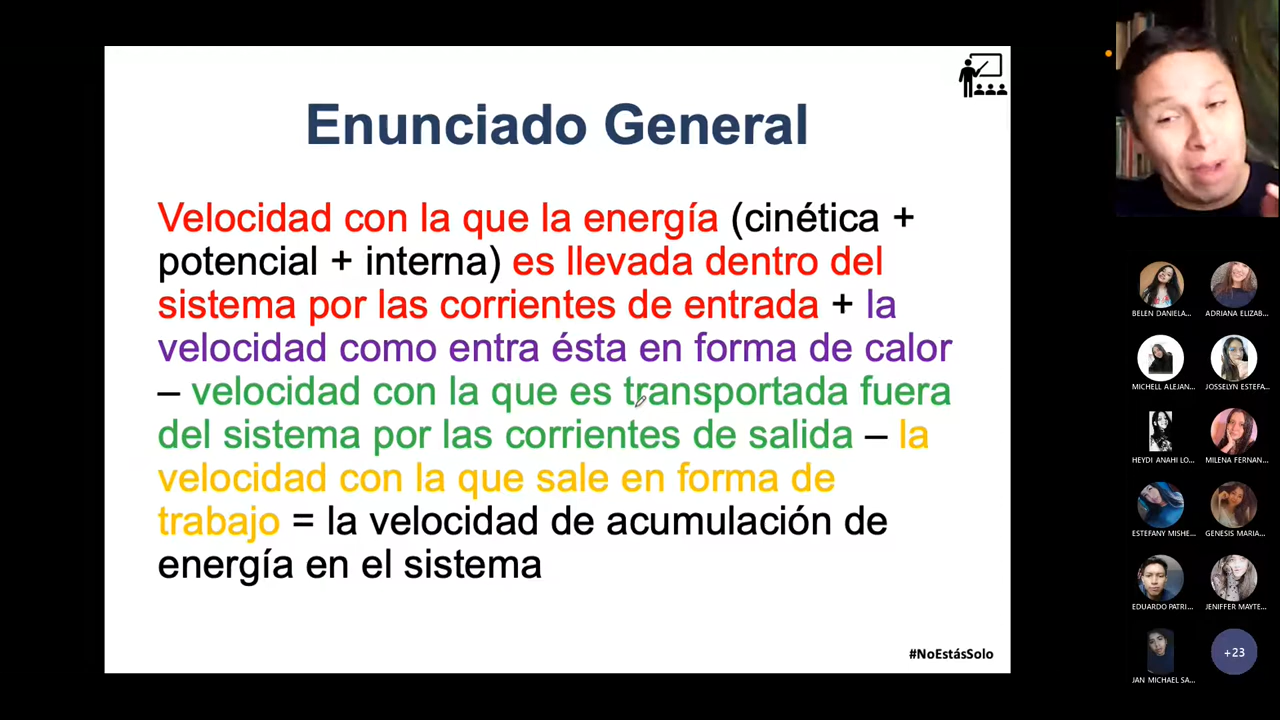 Enunciado General
Velocidad con la que la energía (cinética +
potencial + interna) es llevada dentro del
sistema por las corrientes de entrada + la
velocidad como entra ésta en forma de calor
– velocidad con la que es transportada fuera
del sistema por las corrientes de salida – la
velocidad con la que sale en forma de
trabajo = la velocidad de acumulación de
energía en el sistema
#NoEstásSolo
BELEN DANIELA...
ADRIANA ELIZAB...
MICHELL ALEJAN...
JOSSELYN ESTEFA...
HEYDI ANAHI LO...
MILENA FERNAN...
ESTEFANY MISHE...
GENESIS MARIA...
EDUARDO PATRI...
JENIFFER MAYTE...
JAN MICHAEL SA...
+23